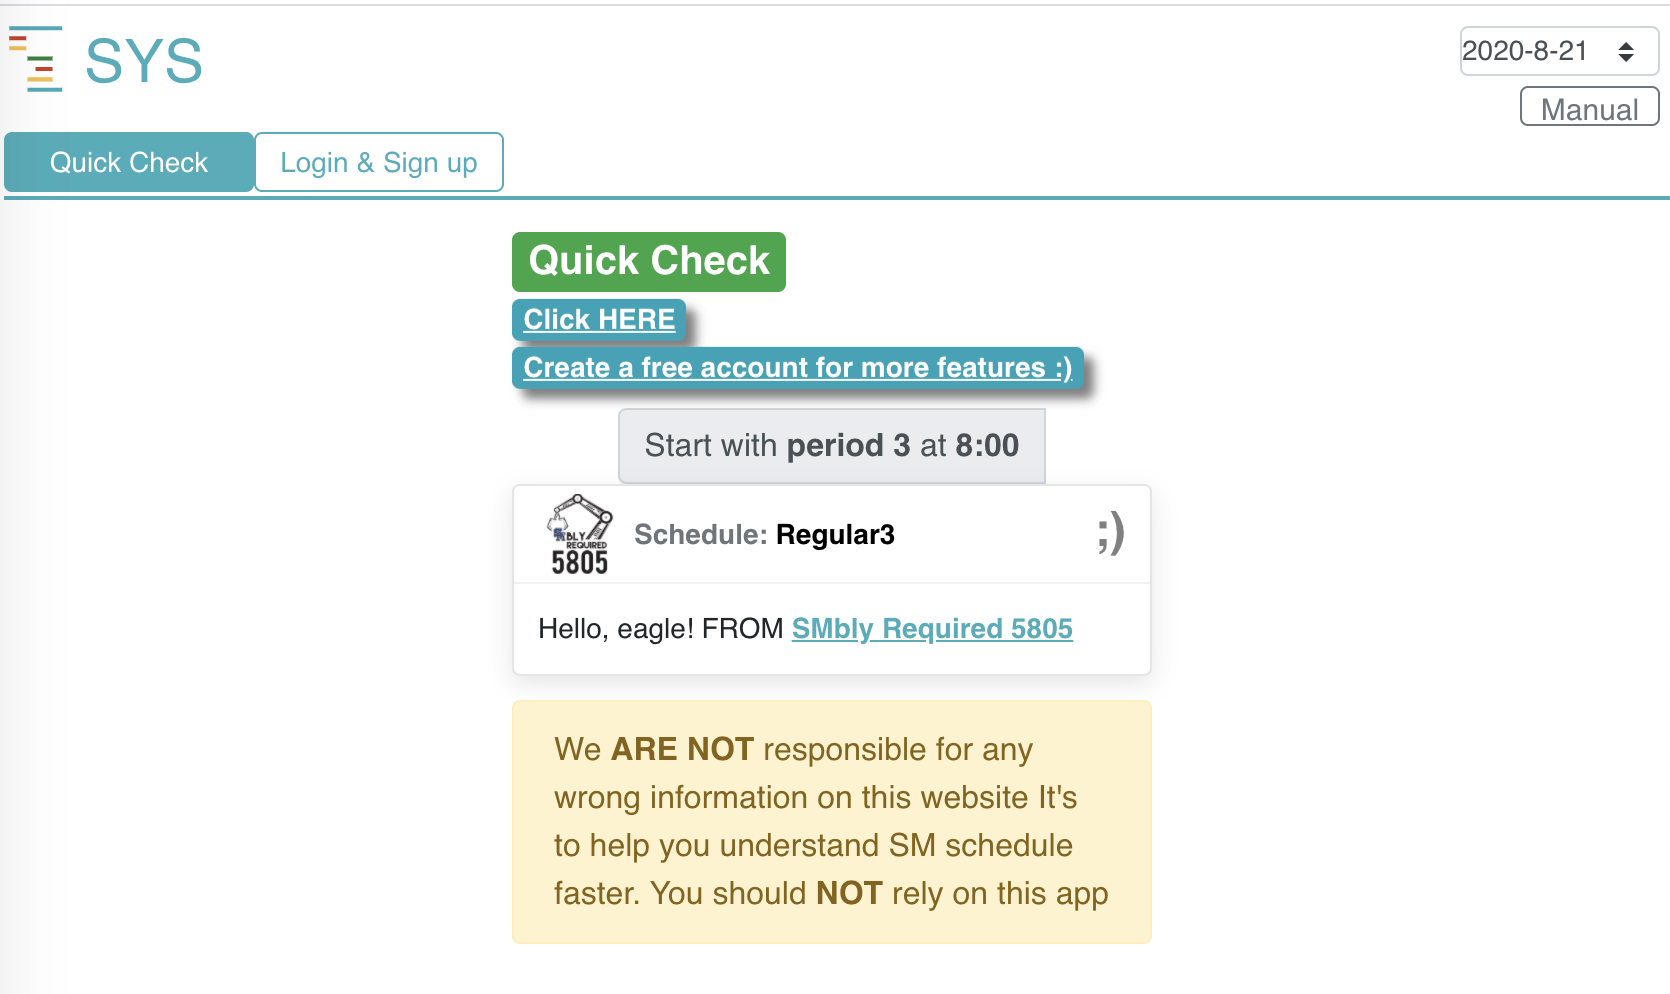 SYS
2020-8-21
Manual
Quick Check
Login & Sign up
Quick Check
Click HERE
Create a free account for more features :)
Start with period 3 at 8:00
BLY
REQUIRED
5805
Schedule: Regular3
;)
Hello, eagle! FROM SMbly Required 5805
We ARE NOT responsible for any
wrong information on this website It's
to help you understand SM schedule
faster. You should NOT rely on this app